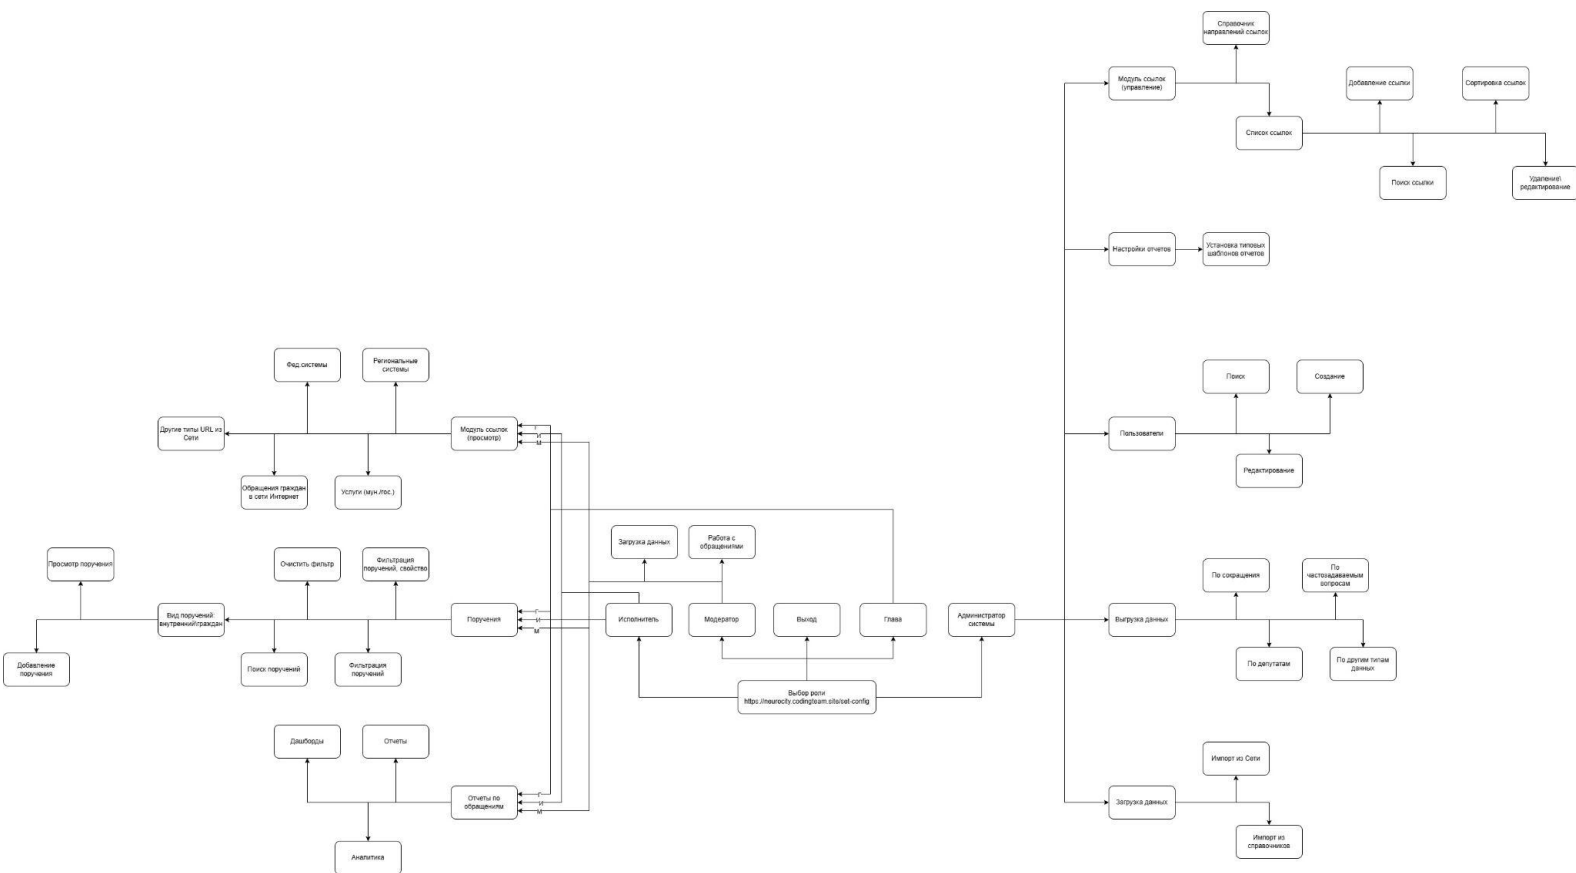 Справочник
направлений ссылок
Модуль ссылок
(управление)
Добавление ссылки
Сортировка ссылок
Список ссылок
Поиск ссылки
Удаление\
редактирование
Настройки отчетов
Установка типовых
шаблонов отчетов
Фед.системы
Региональные
системы
Поиск
Создание
Другие типы URL из
Сети
Модуль ссылок
(просмотр)
Г
И
М
Пользователи
Обращения граждан
в сети Интернет
Услуги (мун./гос.)
Редактирование
Загрузка данных
Работа с
обращениями
Просмотр поручения
Очистить фильтр
Фильтрация
поручений, свойство
По сокращения
По
частозадаваемым
вопросам
Вид поручений:
внутренний\граждан
Поручения
Г
И
М
Исполнитель
Модератор
Выход
Глава
Администратор
системы
Выгрузка данных
Добавление
поручения
Поиск поручений
Фильтрация
поручений
По депутатам
По другим типам
данных
Выбор роли
https://neurocity.codingteam.site/set-config
Дашборды
Отчеты
Импорт из Сети
Отчеты по
обращениям
Г
И
М
Загрузка данных
Аналитика
Импорт из
справочников